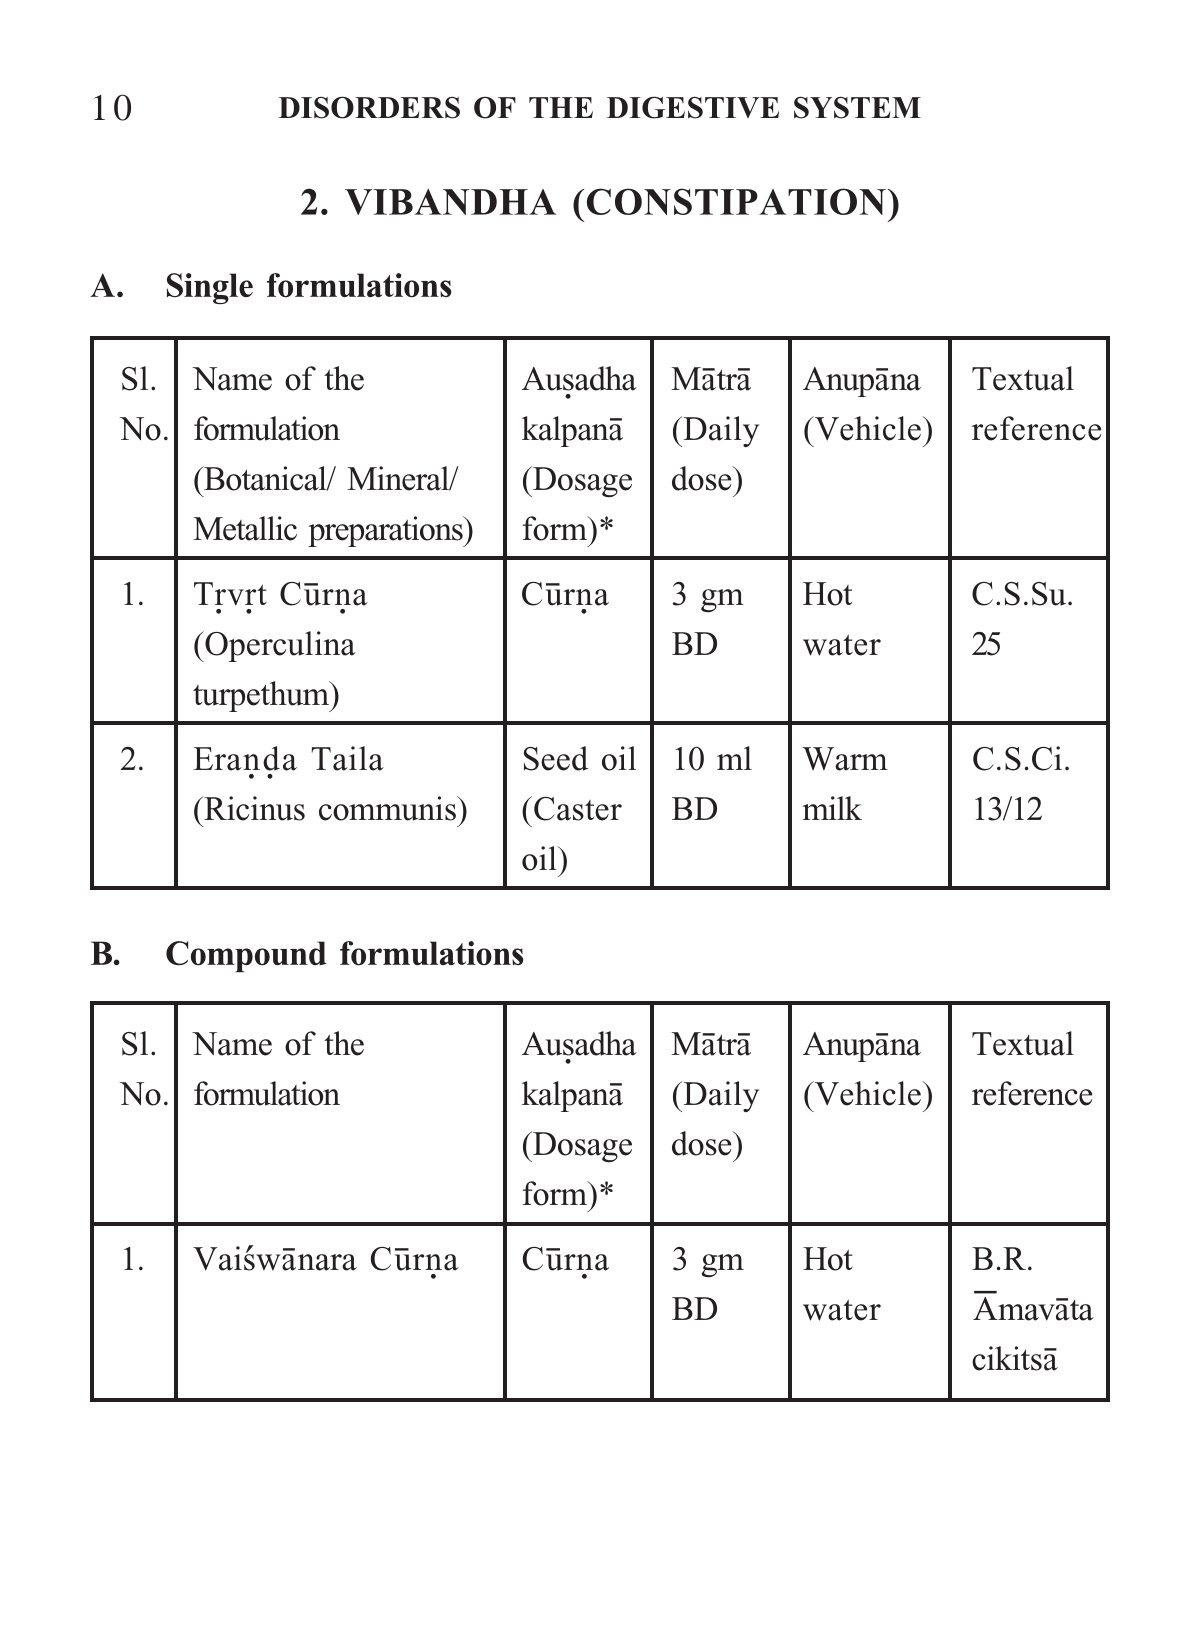 10 DISORDERS OF THE DIGESTIVE SYSTEM
2. VIBANDHA (CONSTIPATION)
A. Single formulations
Sl. Name of the Auṣadha Mātrā Anupāna Textual
No. formulation kalpanā (Daily (Vehicle) reference
(Botanical/ Mineral/ (Dosage dose)
Metallic preparations) form)*
1. Tṛvṛt Cūrṇa Cūrṇa 3 gm Hot C.S.Su.
(Operculina BD water 25
turpethum)
2. Eraṇḍa Taila Seed oil 10 ml Warm C.S.Ci.
(Ricinus communis) (Caster BD milk 13/12
oil)
B. Compound formulations
Sl. Name of the Auṣadha Mātrā Anupāna Textual
No. formulation kalpanā (Daily (Vehicle) reference
(Dosage dose)
form)*
1. Vaiśwānara Cūrṇa Cūrṇa 3 gm Hot B.R.
BD water Āmavāta
cikitsā